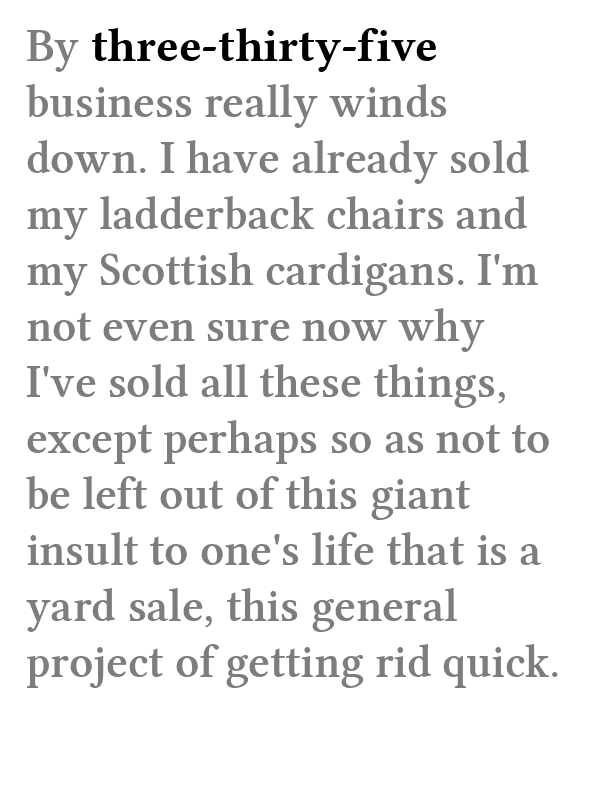 By three-thirty-five
business really winds
down. I have already sold
my ladderback chairs and
my Scottish cardigans. I'm
not even sure now why
I've sold all these things,
except perhaps so as not to
be left out of this giant
insult to one's life that is a
yard sale, this general
project of getting rid quick.